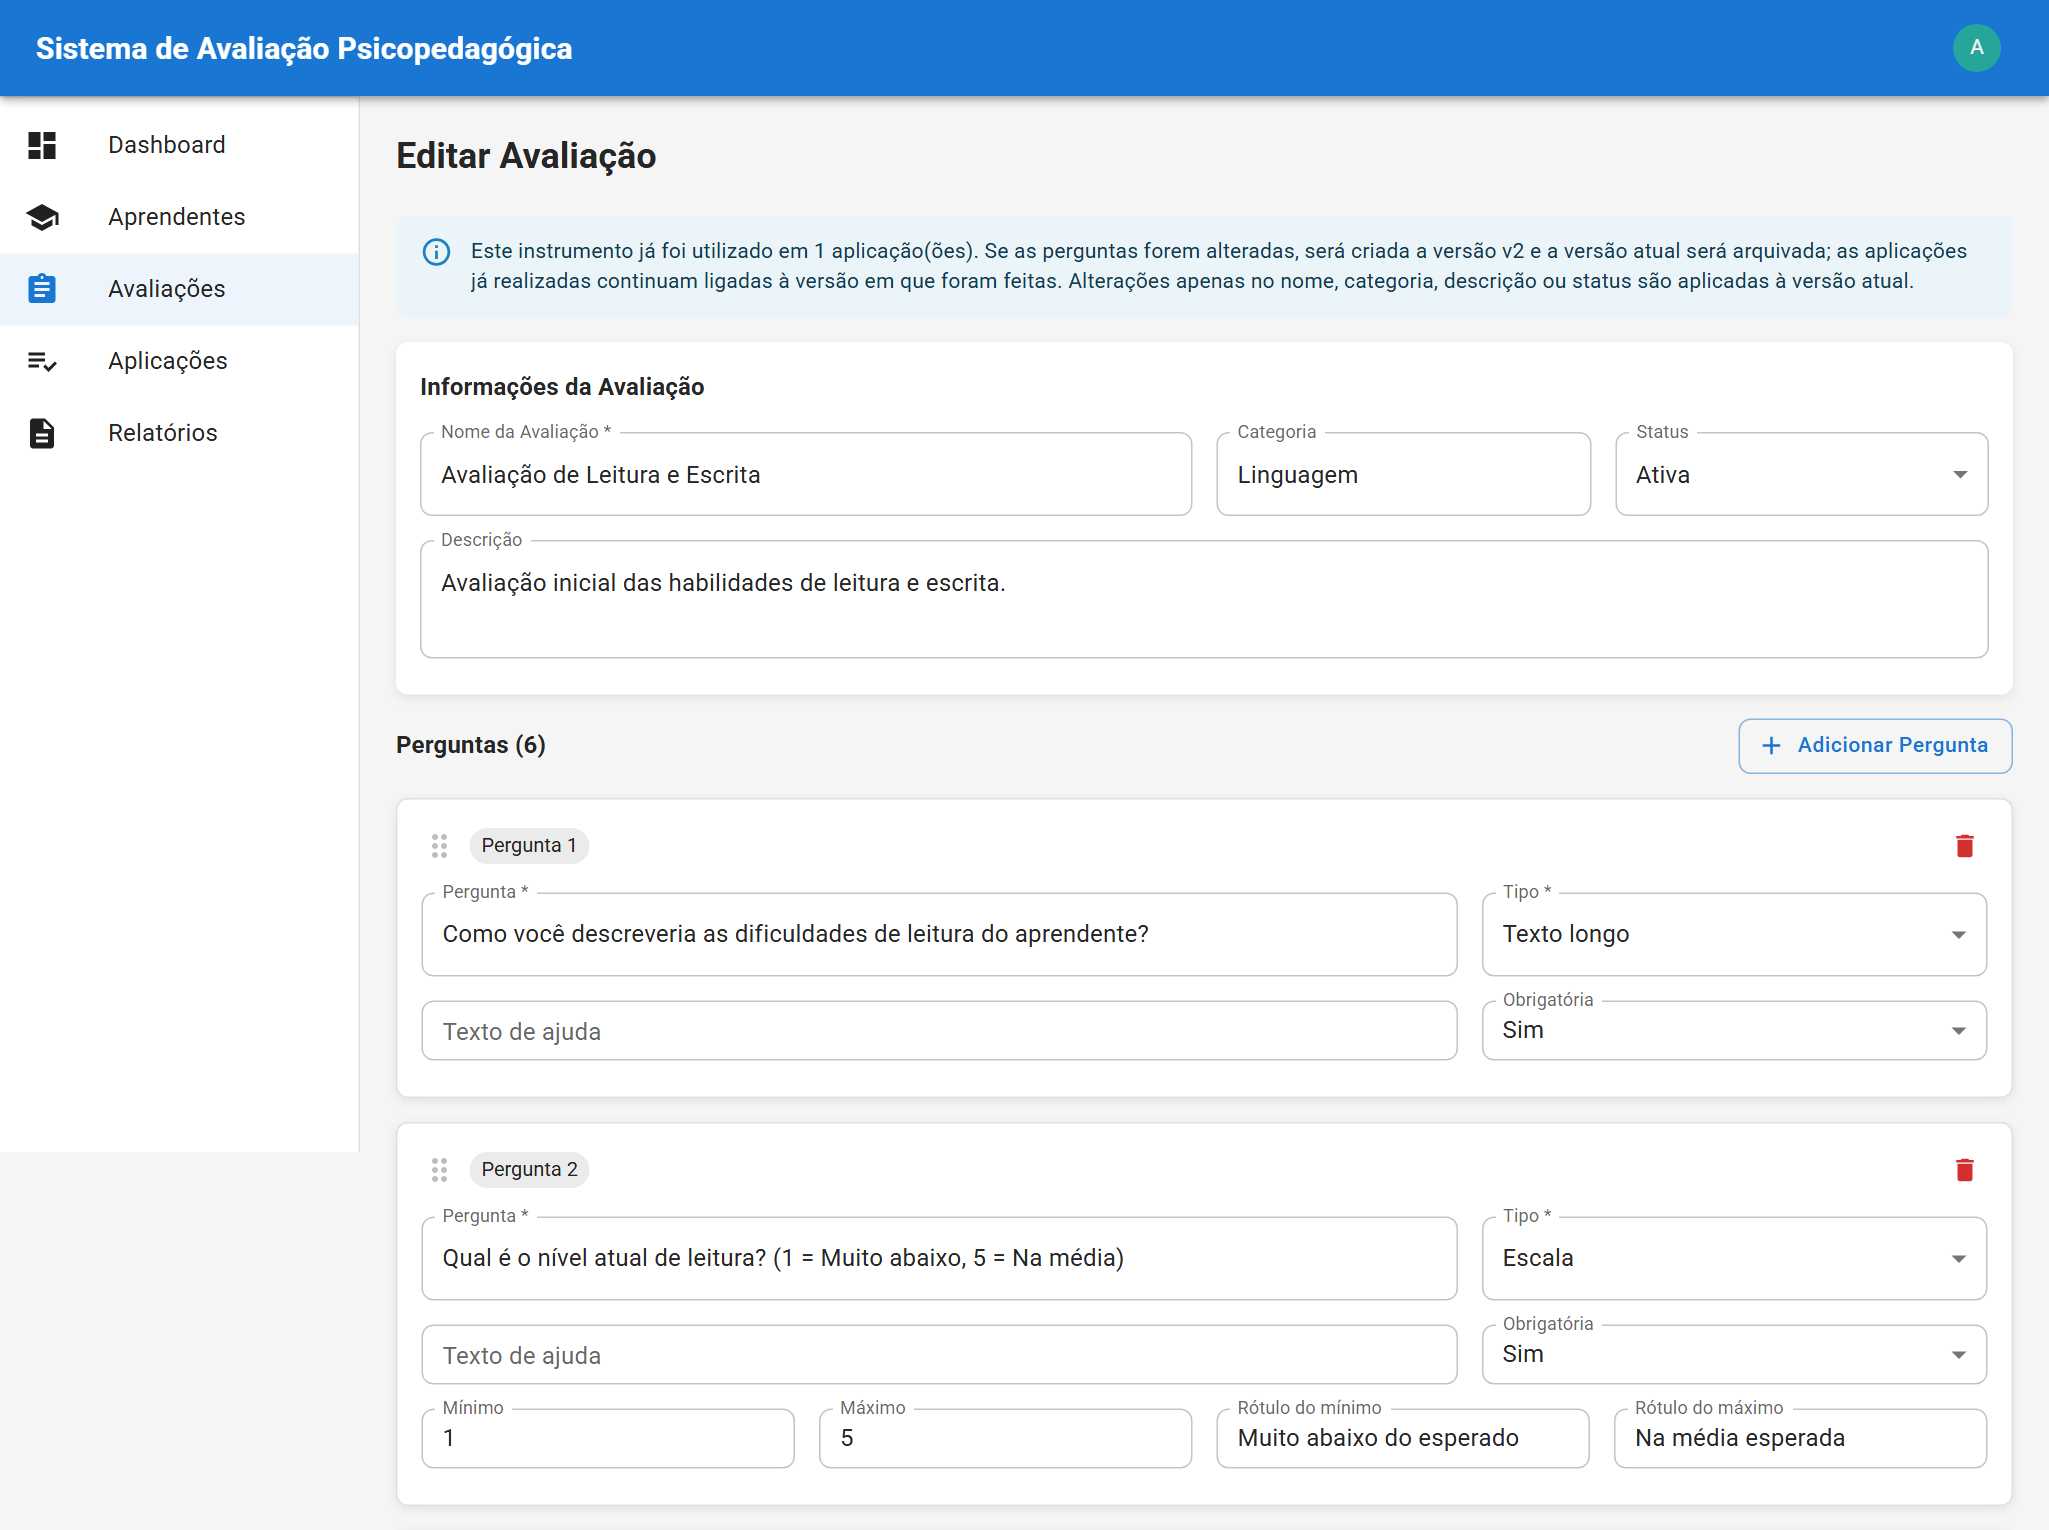 Sistema de Avaliação Psicopedagógica
A
Dashboard
Aprendentes
Avaliações
Aplicações
Relatórios
Editar Avaliação
Este instrumento já foi utilizado em 1 aplicação(ões). Se as perguntas forem alteradas, será criada a versão v2 e a versão atual será arquivada; as aplicações
já realizadas continuam ligadas à versão em que foram feitas. Alterações apenas no nome, categoria, descrição ou status são aplicadas à versão atual.
Informações da Avaliação
Nome da Avaliação *
Avaliação de Leitura e Escrita
Categoria
Linguagem
Status
Ativa
Descrição
Avaliação inicial das habilidades de leitura e escrita.
Perguntas (6)
Adicionar Pergunta
Pergunta 1
Pergunta *
Como você descreveria as dificuldades de leitura do aprendente?
Tipo *
Texto longo
Texto de ajuda
Obrigatória
Sim
Pergunta 2
Pergunta *
Qual é o nível atual de leitura? (1 = Muito abaixo, 5 = Na média)
Tipo *
Escala
Texto de ajuda
Obrigatória
Sim
Mínimo
1
Máximo
5
Rótulo do mínimo
Muito abaixo do esperado
Rótulo do máximo
Na média esperada